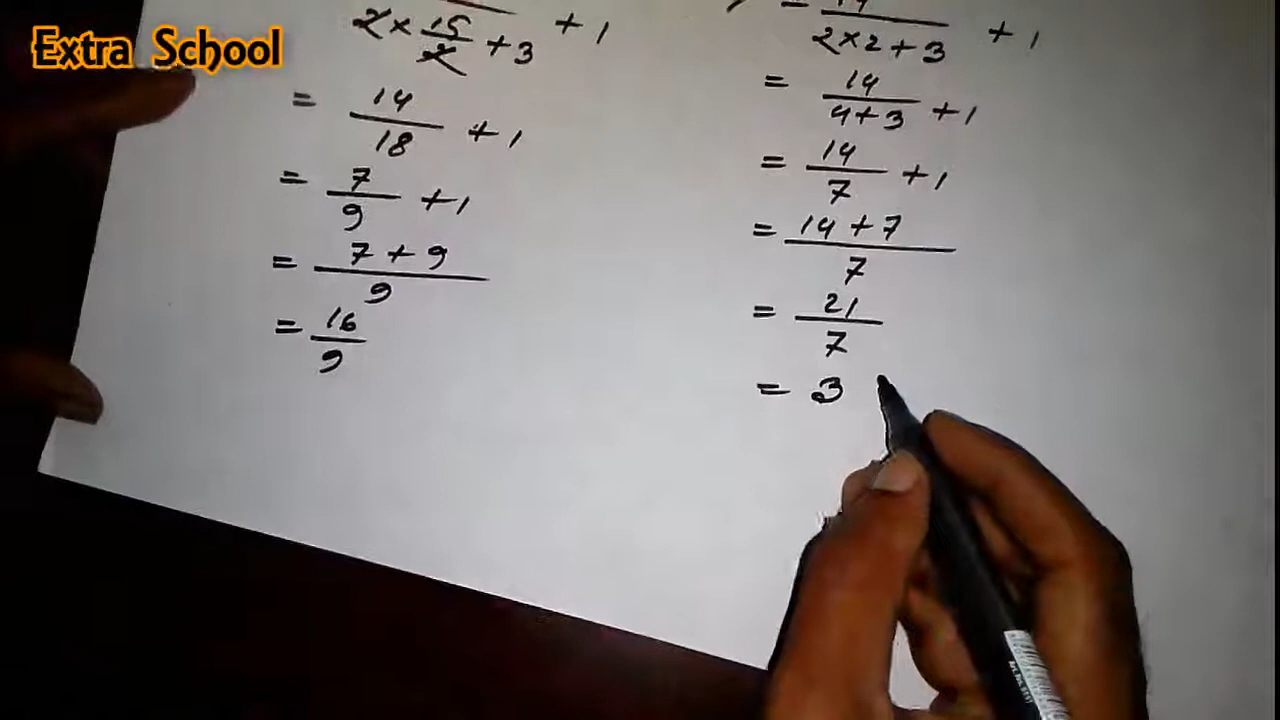 Extra School
2 × 15/2 + 3 + 1
= 14/18 + 1
= 7/9 + 1
= 7 + 9/9
= 16/9
= 14/2×2+3 + 1
= 14/4+3 + 1
= 14/7 + 1
= 14 + 7/7
= 21/7
= 3